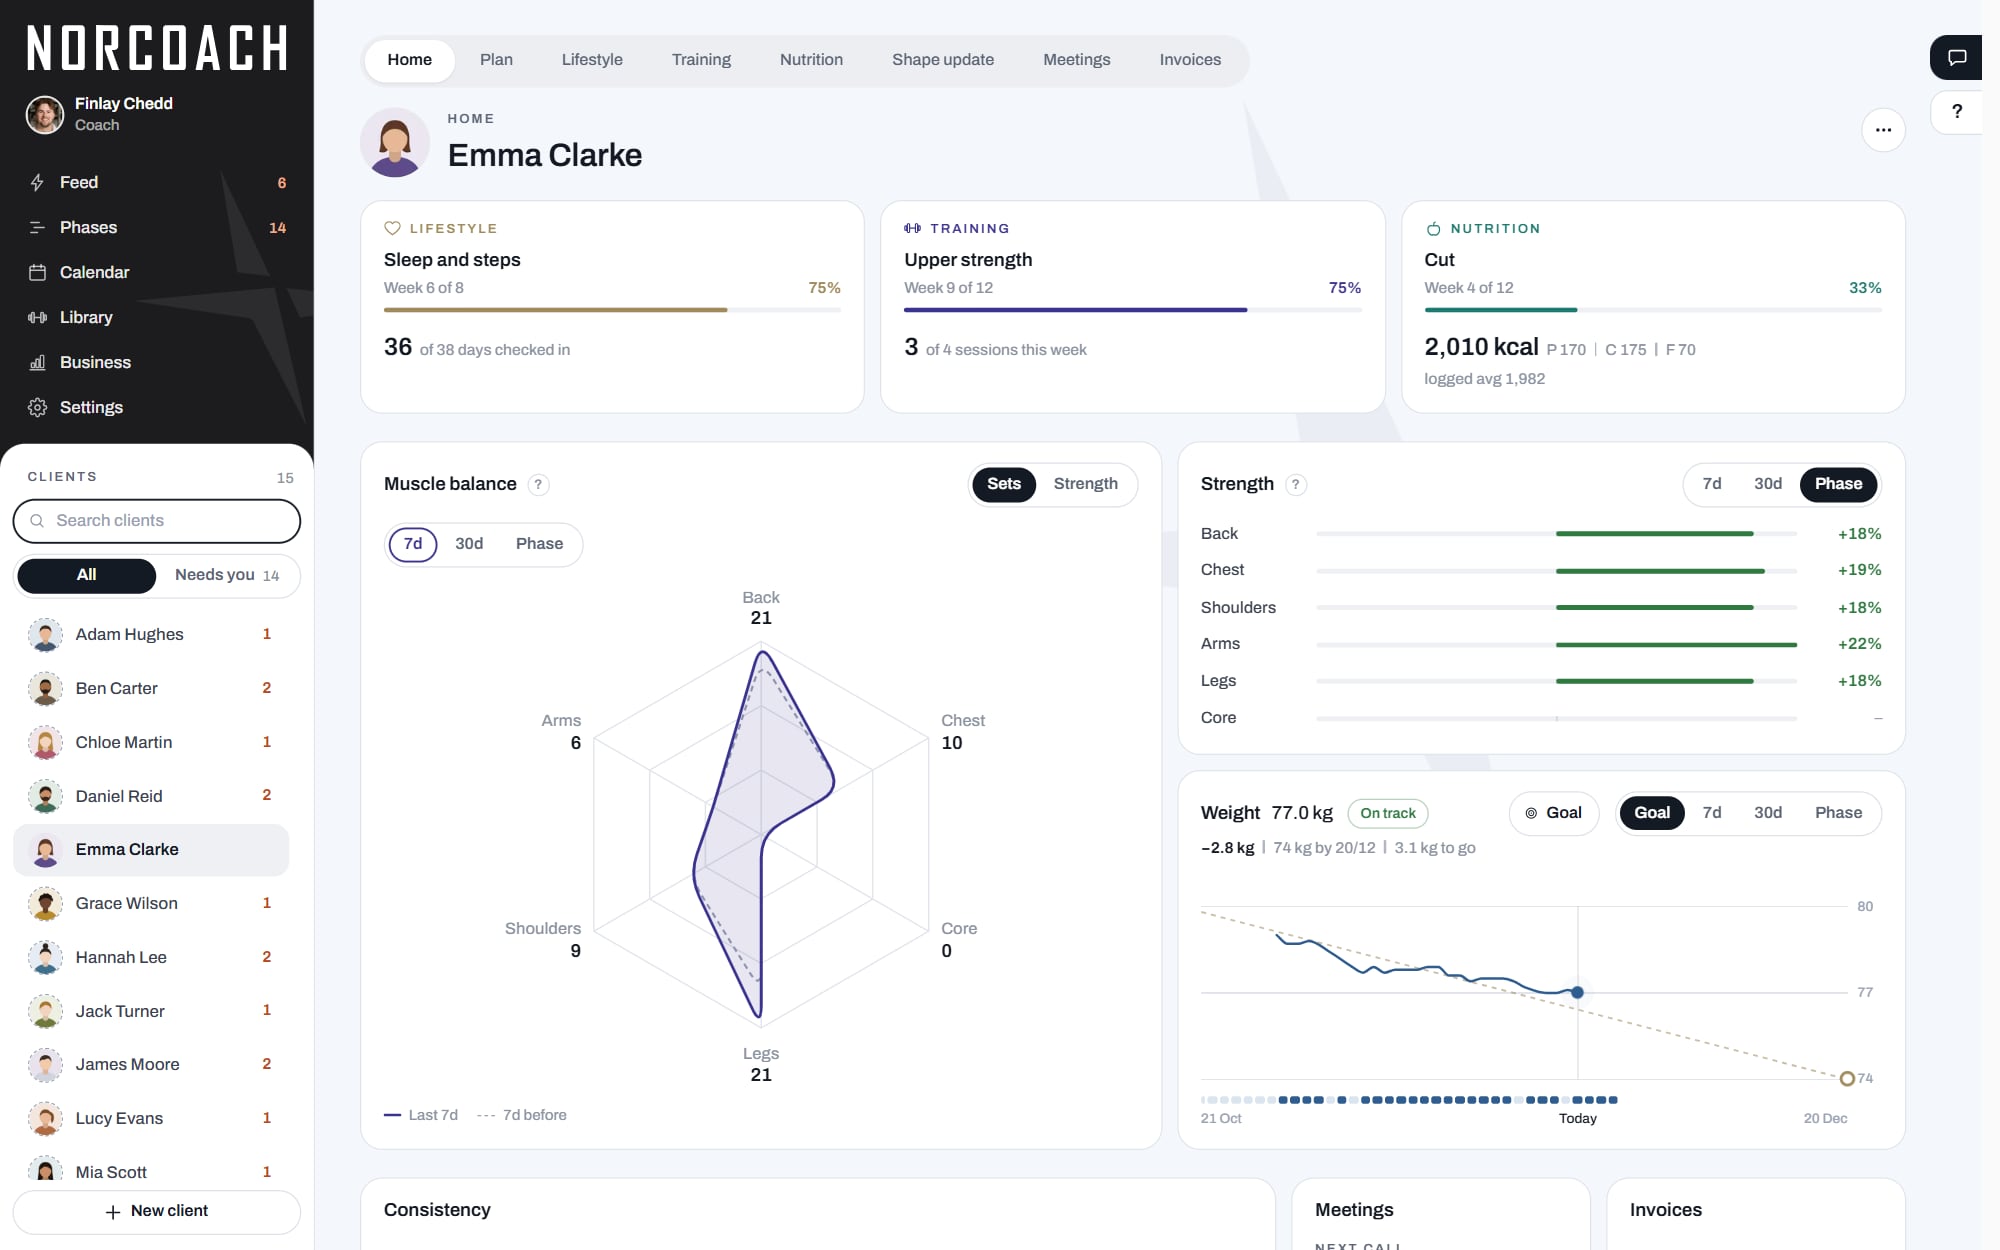 NORCOACH
Finlay Chedd
Coach
Feed 6
Phases 14
Calendar
Library
Business
Settings
CLIENTS 15
Search clients
All Needs you 14
Adam Hughes 1
Ben Carter 2
Chloe Martin 1
Daniel Reid 2
Emma Clarke
Grace Wilson 1
Hannah Lee 2
Jack Turner 1
James Moore 2
Lucy Evans 1
Mia Scott 1
+ New client
Home Plan Lifestyle Training Nutrition Shape update Meetings Invoices
?
HOME
Emma Clarke
LIFESTYLE
Sleep and steps
Week 6 of 8 75%
36 of 38 days checked in
TRAINING
Upper strength
Week 9 of 12 75%
3 of 4 sessions this week
NUTRITION
Cut
Week 4 of 12 33%
2,010 kcal P 170 | C 175 | F 70
logged avg 1,982
Muscle balance ? Sets Strength
7d 30d Phase
Back
21
Chest
10
Core
0
Legs
21
Shoulders
9
Arms
6
Last 7d 7d before
Strength ? 7d 30d Phase
Back +18%
Chest +19%
Shoulders +18%
Arms +22%
Legs +18%
Core –
Weight 77.0 kg On track Goal Goal 7d 30d Phase
−2.8 kg | 74 kg by 20/12 | 3.1 kg to go
80
77
74
21 Oct Today 20 Dec
Consistency
Meetings
NEXT CALL
Invoices